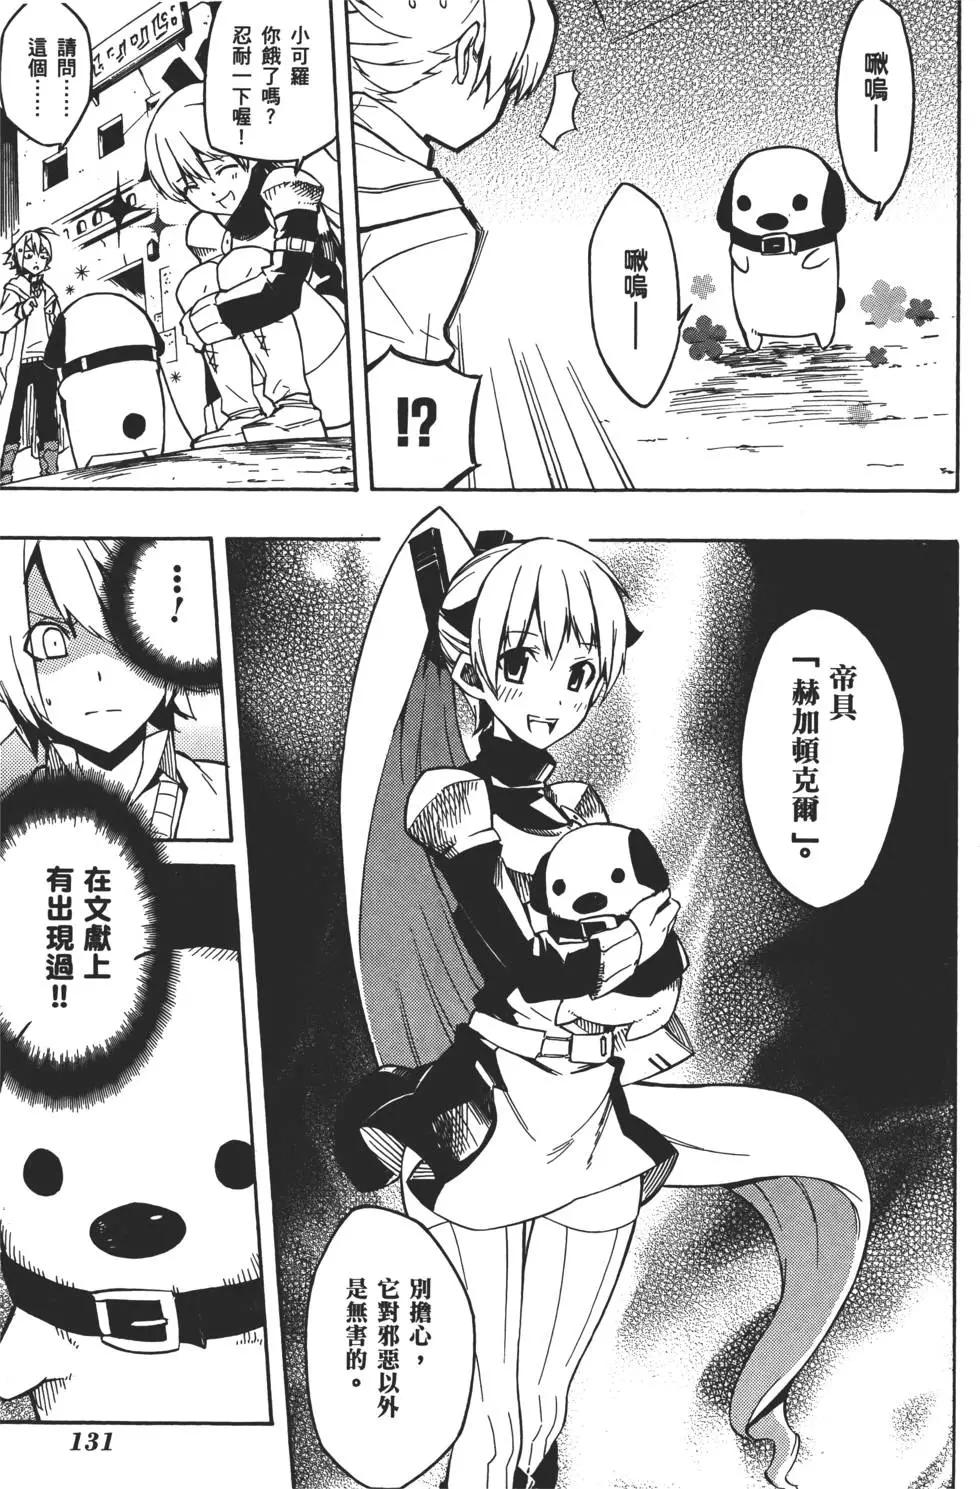 啾嗚──
啾嗚──
!?
小可羅
你餓了嗎?
忍耐一下喔!
請問……
這個……
帝具
「赫加頓克爾」。
別擔心,
它對邪惡以外
是無害的。
…!
在文獻上
有出現過!!
131